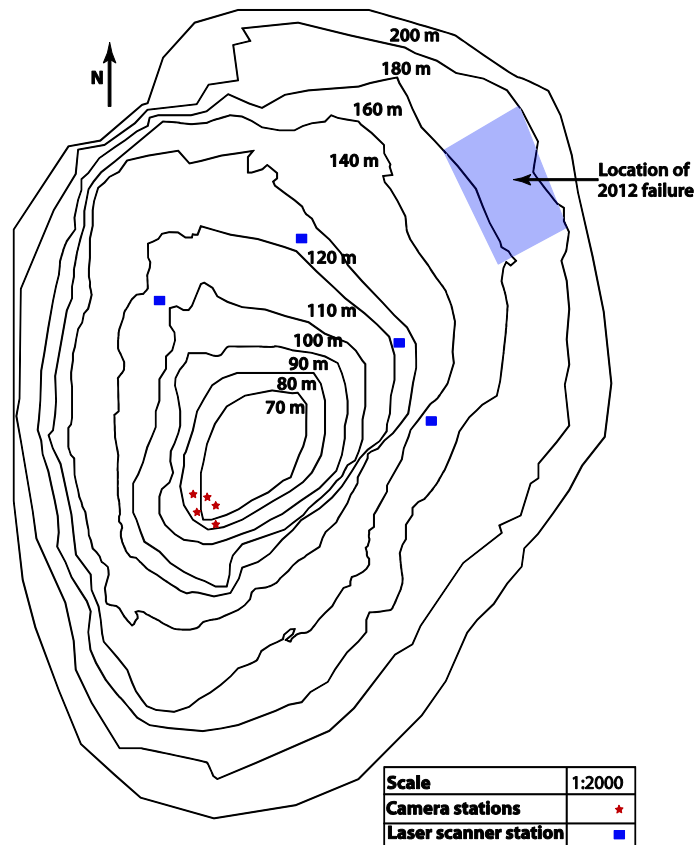 200 m
N
180 m
160 m
140 m
Location of
2012 failure
120 m
110 m
100 m
90 m
80 m
70 m
Scale 1:2000
Camera stations
Laser scanner station